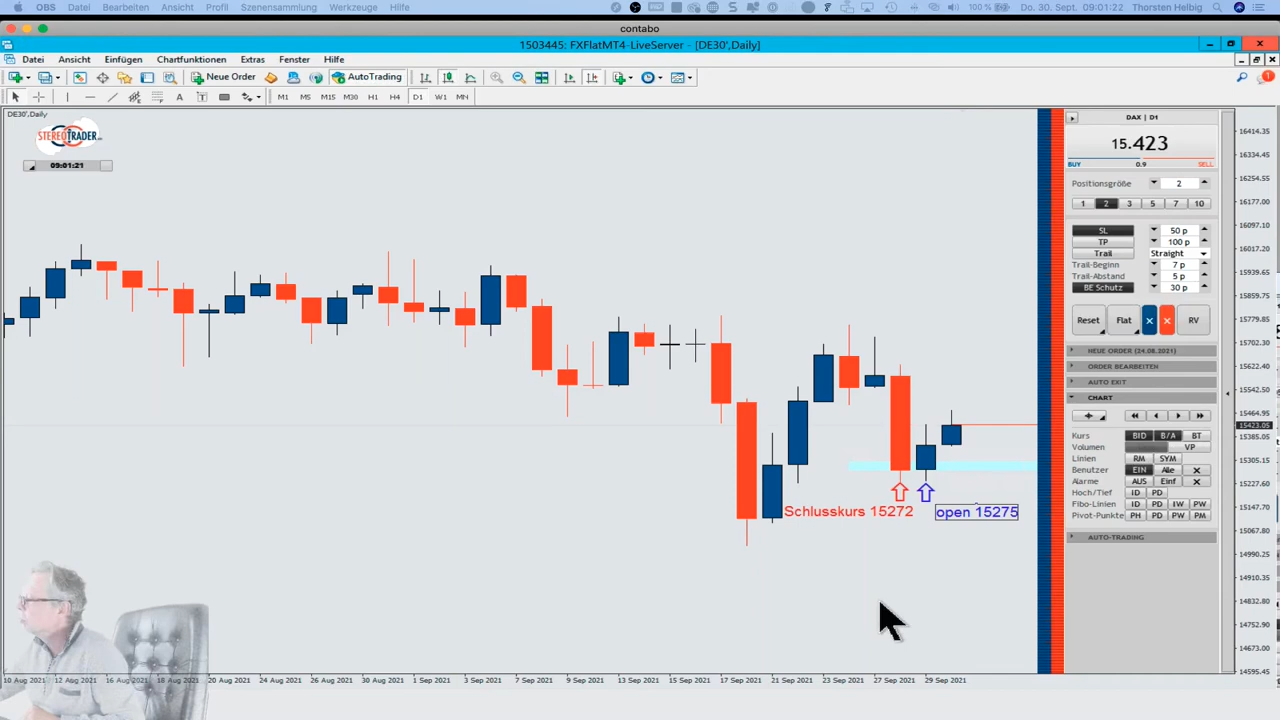 OBS Datei Bearbeiten Ansicht Profil Szenensammlung Werkzeuge Hilfe 100 % Do. 30. Sept. 09:01:22 Thorsten Helbig
contabo
1503445: FXFlatMT4-LiveServer - [DE30',Daily]
Datei Ansicht Einfügen Chartfunktionen Extras Fenster Hilfe
Neue Order AutoTrading 1
A T M1 M5 M15 M30 H1 H4 D1 W1 MN
DE30',Daily
STEREOTRADER
09:01:21
Schlusskurs 15272
open 15275
DAX | D1
15.423
BUY 0.9 SELL
Positionsgröße 2
1 2 3 5 7 10
SL 50 p
TP 100 p
Trail Straight
Trail-Beginn 7 p
Trail-Abstand 5 p
BE Schutz 30 p
Reset Flat × × RV
NEUE ORDER (24.08.2021)
ORDER BEARBEITEN
AUTO EXIT
CHART
Kurs BID B/A BT
Volumen VP
Linien RM SYM
Benutzer EIN Alle ×
Alarme AUS Einf ×
Hoch/Tief ID PD
Fibo-Linien ID PD IW PW
Pivot-Punkte PH PD PW PM
AUTO-TRADING
16414.35
16334.55
16254.55
16177.00
16097.10
16017.20
15939.65
15859.75
15779.85
15702.30
15622.40
15542.50
15464.95
15423.05
15385.05
15305.15
15227.60
15147.70
15067.80
14990.25
14910.35
14832.80
14752.90
14673.00
14595.45
10 Aug 2021 12 Aug 2021 16 Aug 2021 18 Aug 2021 20 Aug 2021 24 Aug 2021 26 Aug 2021 30 Aug 2021 1 Sep 2021 3 Sep 2021 7 Sep 2021 9 Sep 2021 13 Sep 2021 15 Sep 2021 17 Sep 2021 21 Sep 2021 23 Sep 2021 27 Sep 2021 29 Sep 2021